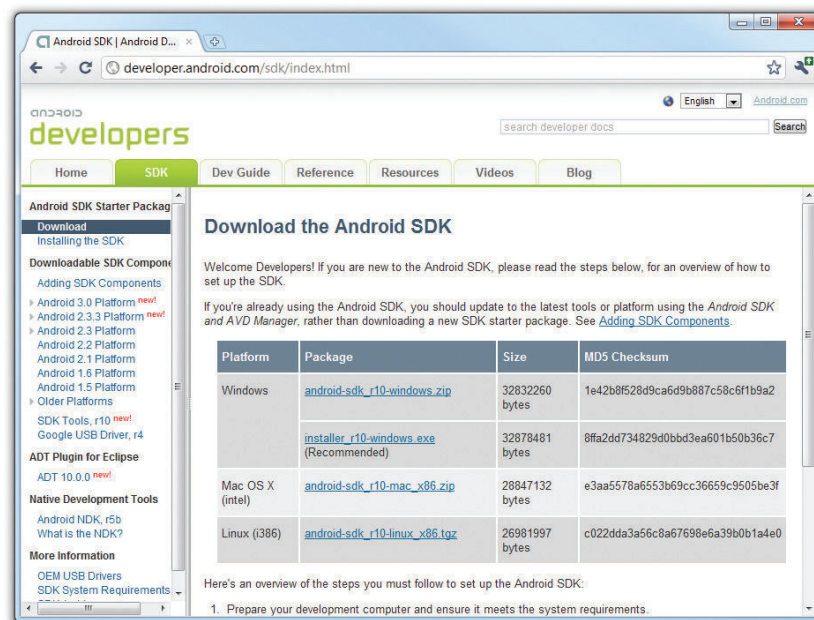 Android SDK | Android D...
developer.android.com/sdk/index.html
English
Android.com
android
developers
search developer docs
Search
Home
SDK
Dev Guide
Reference
Resources
Videos
Blog
Android SDK Starter Packag
Download
Installing the SDK
Downloadable SDK Compone
Adding SDK Components
Android 3.0 Platform new!
Android 2.3.3 Platform new!
Android 2.3 Platform
Android 2.2 Platform
Android 2.1 Platform
Android 1.6 Platform
Android 1.5 Platform
Older Platforms
SDK Tools, r10 new!
Google USB Driver, r4
ADT Plugin for Eclipse
ADT 10.0.0 new!
Native Development Tools
Android NDK, r5b
What is the NDK?
More Information
OEM USB Drivers
SDK System Requirements
Download the Android SDK
Welcome Developers! If you are new to the Android SDK, please read the steps below, for an overview of how to
set up the SDK.
If you're already using the Android SDK, you should update to the latest tools or platform using the Android SDK
and AVD Manager, rather than downloading a new SDK starter package. See Adding SDK Components.
Platform Package Size MD5 Checksum
Windows android-sdk_r10-windows.zip 32832260 1e42b8f528d9ca6d9b887c58c6f1b9a2
bytes
installer_r10-windows.exe 32878481 8ffa2dd734829d0bbd3ea601b50b36c7
(Recommended) bytes
Mac OS X android-sdk_r10-mac_x86.zip 28847132 e3aa5578a6553b69cc36659c9505be3f
(intel) bytes
Linux (i386) android-sdk_r10-linux_x86.tgz 26981997 c022dda3a56c8a67698e6a39b0b1a4e0
bytes
Here's an overview of the steps you must follow to set up the Android SDK:
1. Prepare your development computer and ensure it meets the system requirements.